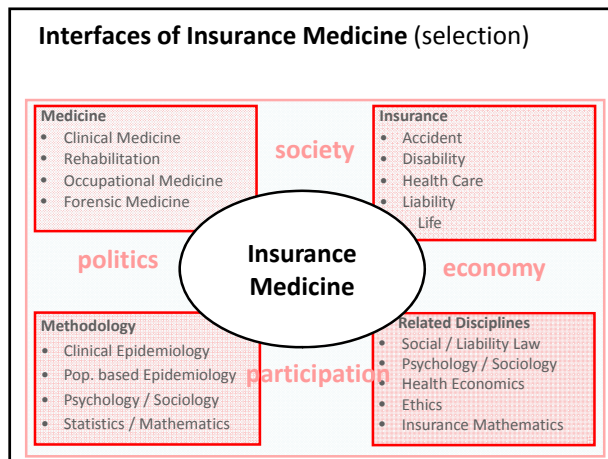 Interfaces of Insurance Medicine (selection)
Medicine
• Clinical Medicine
• Rehabilitation
• Occupational Medicine
• Forensic Medicine
society
Insurance
• Accident
• Disability
• Health Care
• Liability
Life
politics
Insurance
Medicine
economy
Methodology
• Clinical Epidemiology
• Pop. based Epidemiology
• Psychology / Sociology
• Statistics / Mathematics
participation
Related Disciplines
• Social / Liability Law
• Psychology / Sociology
• Health Economics
• Ethics
• Insurance Mathematics